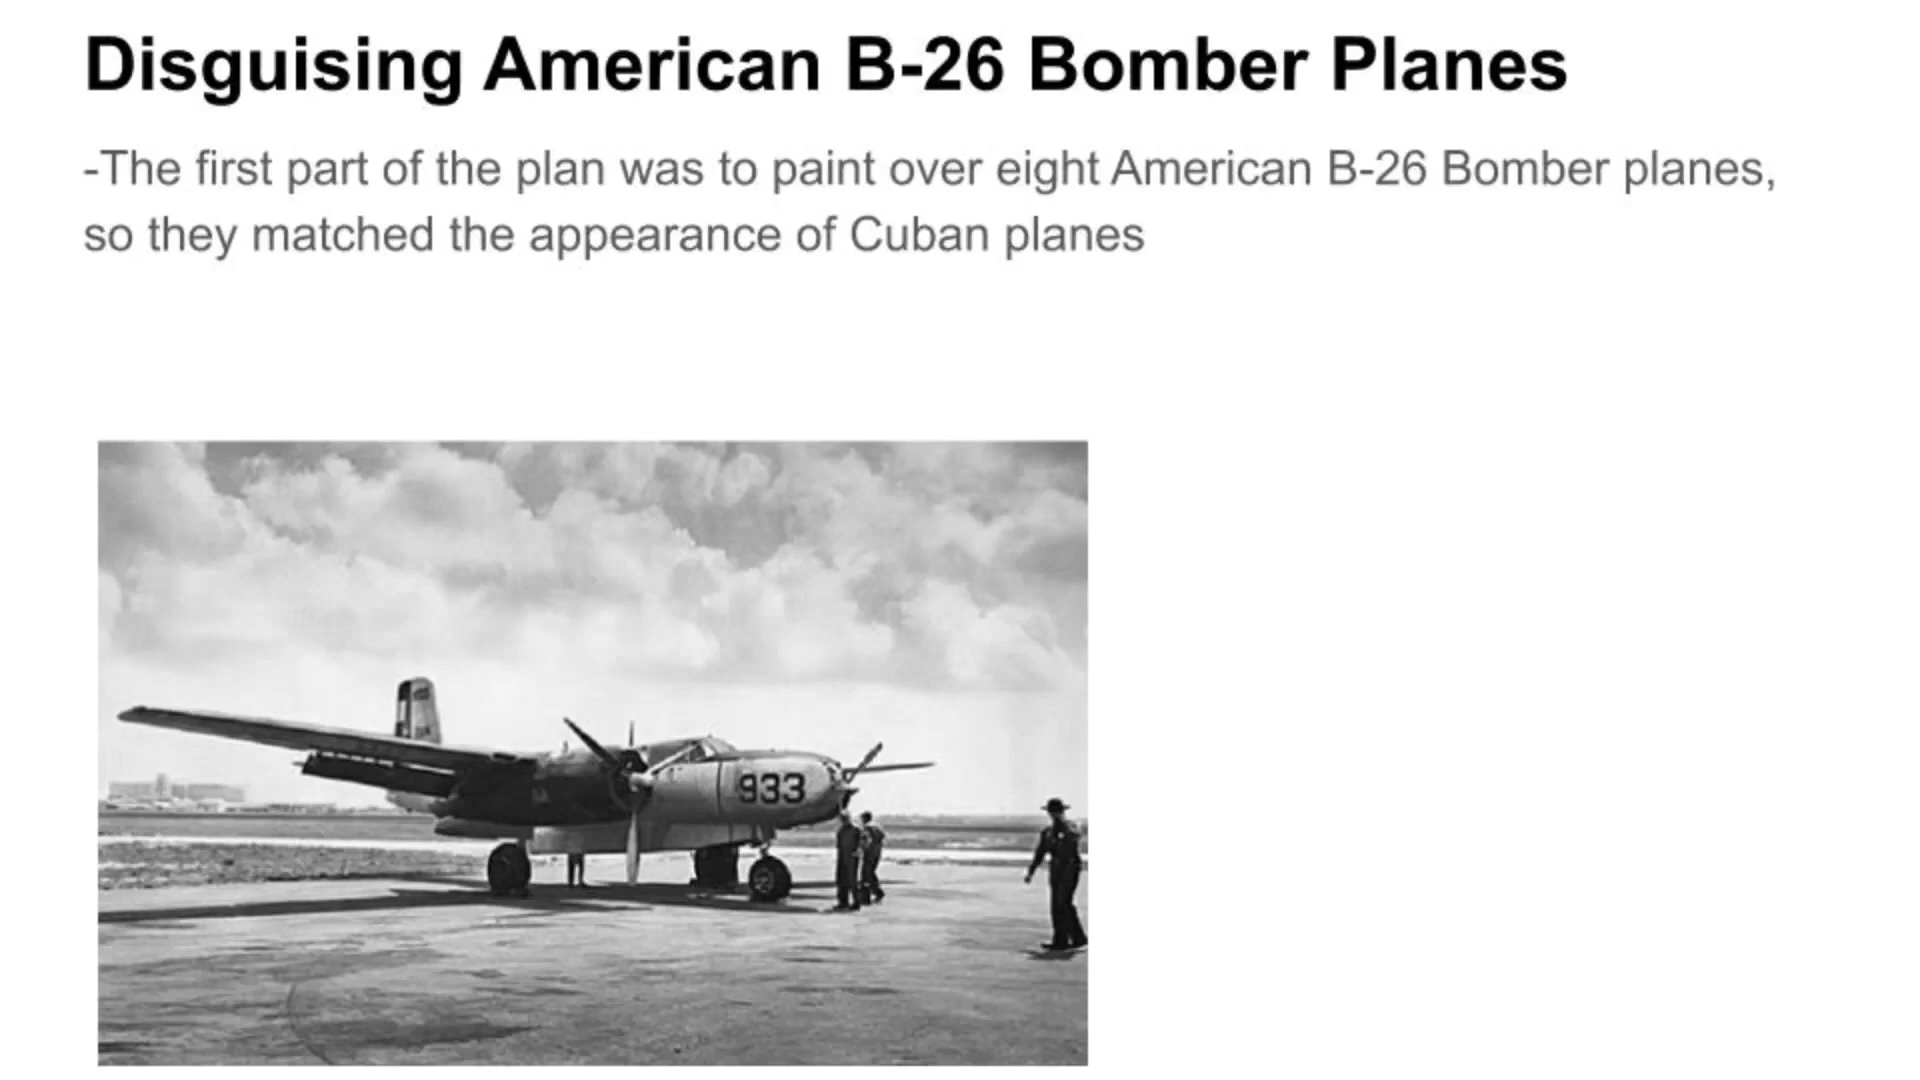 Disguising American B-26 Bomber Planes
-The first part of the plan was to paint over eight American B-26 Bomber planes,
so they matched the appearance of Cuban planes
933